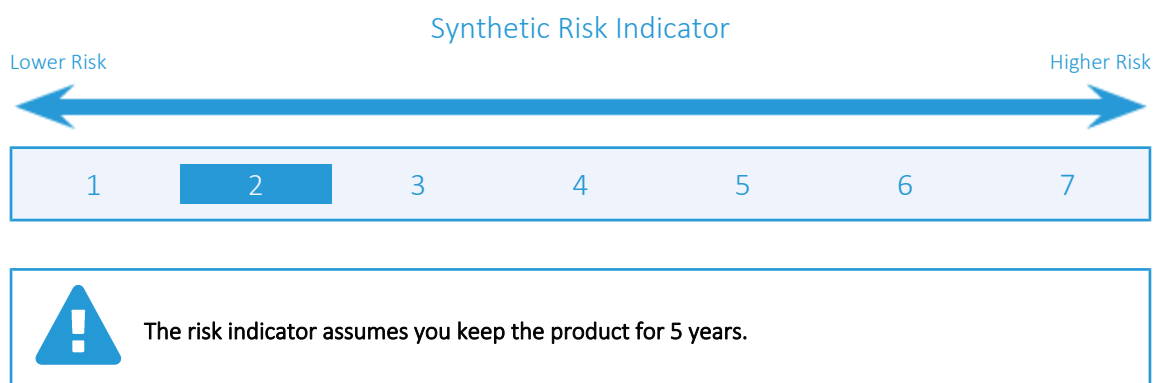 Synthetic Risk Indicator
Lower Risk Higher Risk
1 2 3 4 5 6 7
The risk indicator assumes you keep the product for 5 years.